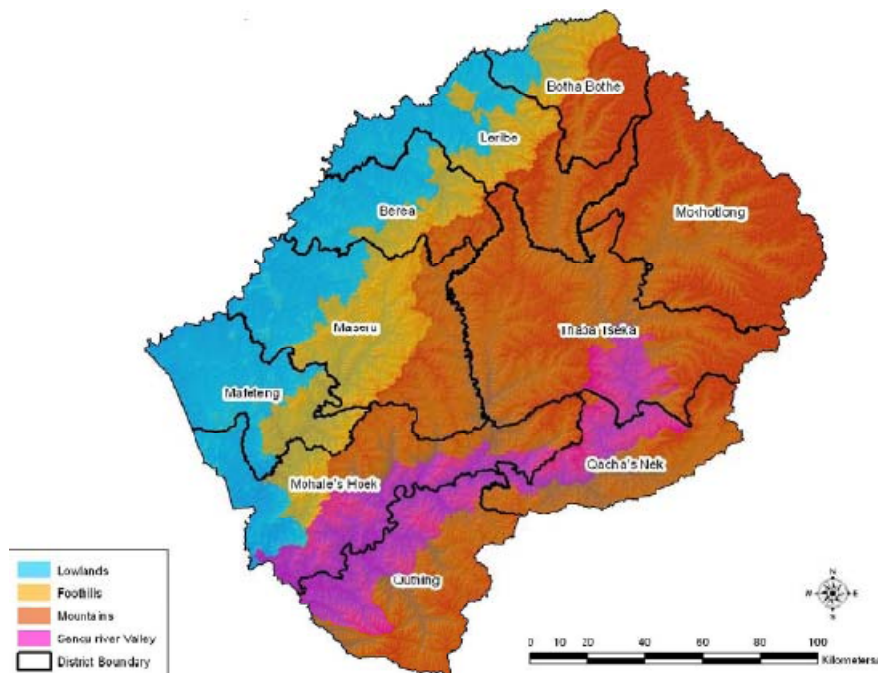 Botha Bothe
Leribe
Mokhotlong
Berea
Maseru
Thaba Tseka
Mafeteng
Mohale's Hoek
Qacha's Nek
Quthing
Lowlands
Foothills
Mountains
Senqu river Valley
District Boundary
N
W E
S
0 10 20 40 60 80 100
Kilometers